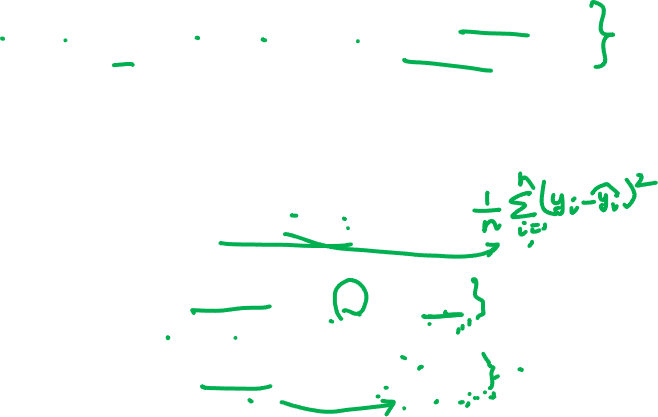 1/n Σ_{i=1}^{n} (y_i - ŷ_i)^2